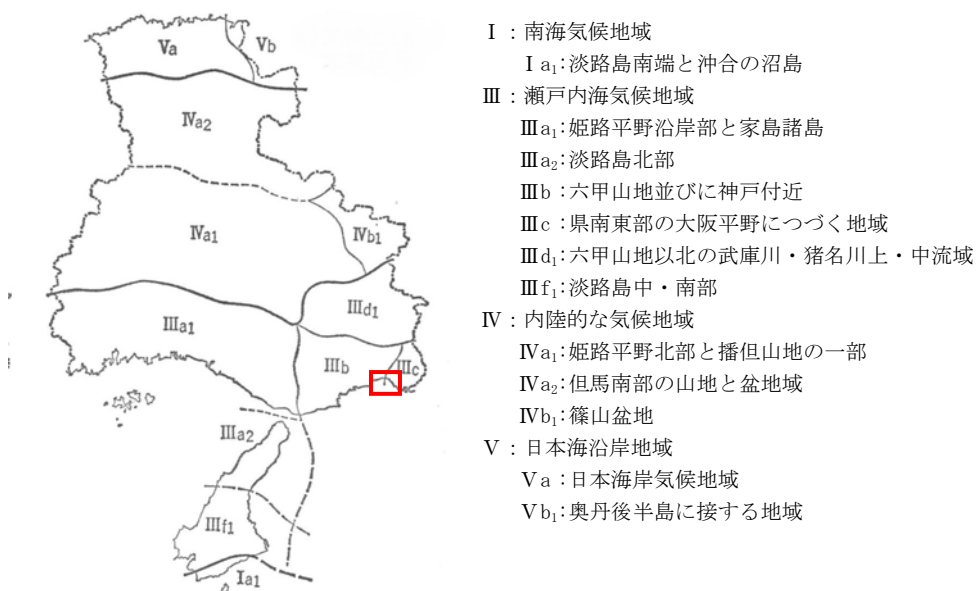 Ⅴa
Ⅴb
Ⅳa2
Ⅳa1
Ⅳb1
Ⅲd1
Ⅲa1
Ⅲb
Ⅲc
Ⅲa2
Ⅲf1
Ⅰa1
Ⅰ：南海気候地域
Ⅰa₁:淡路島南端と沖合の沼島
Ⅲ：瀬戸内海気候地域
Ⅲa₁:姫路平野沿岸部と家島諸島
Ⅲa₂:淡路島北部
Ⅲb：六甲山地並びに神戸付近
Ⅲc：県南東部の大阪平野につづく地域
Ⅲd₁:六甲山地以北の武庫川・猪名川上・中流域
Ⅲf₁:淡路島中・南部
Ⅳ：内陸的な気候地域
Ⅳa₁:姫路平野北部と播但山地の一部
Ⅳa₂:但馬南部の山地と盆地域
Ⅳb₁:篠山盆地
Ⅴ：日本海沿岸地域
Ⅴa：日本海岸気候地域
Ⅴb₁:奥丹後半島に接する地域